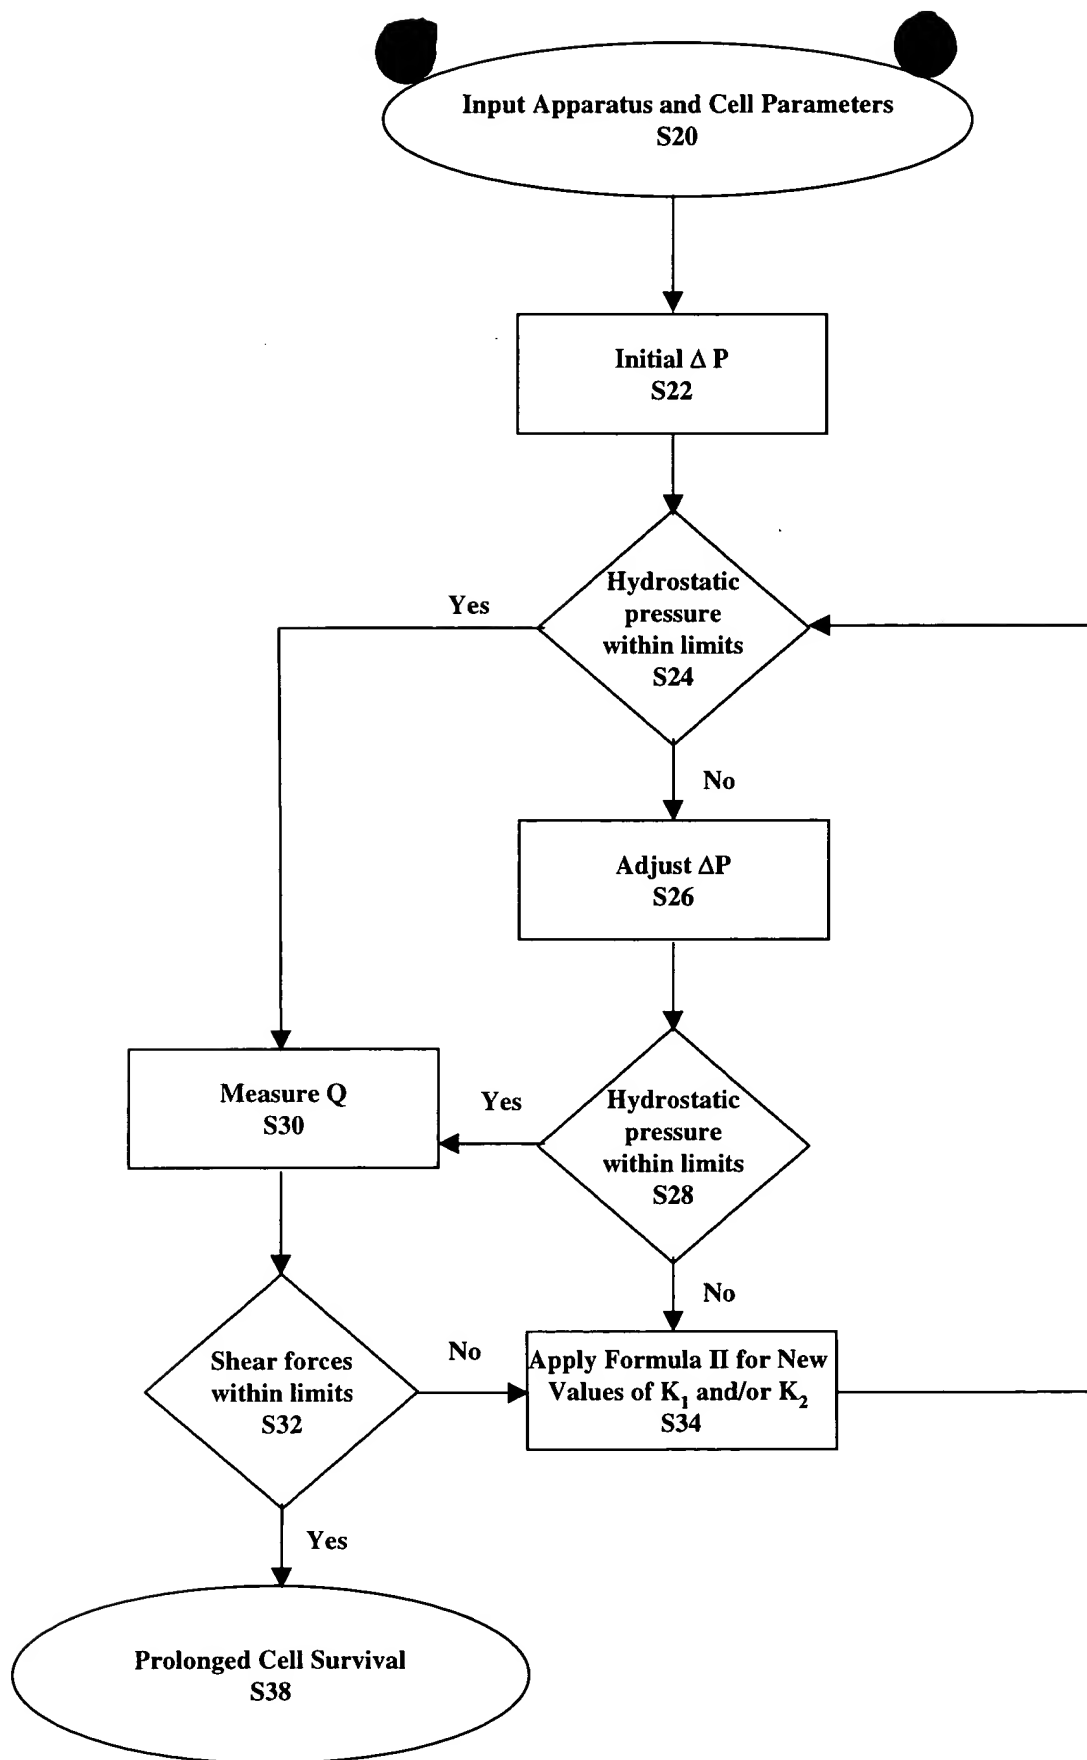 Input Apparatus and Cell Parameters
S20
Initial Δ P
S22
Hydrostatic
pressure
within limits
S24
Yes
No
Adjust ΔP
S26
Measure Q
S30
Yes
Hydrostatic
pressure
within limits
S28
No
Shear forces
within limits
S32
No
Apply Formula II for New
Values of K₁ and/or K₂
S34
Yes
Prolonged Cell Survival
S38